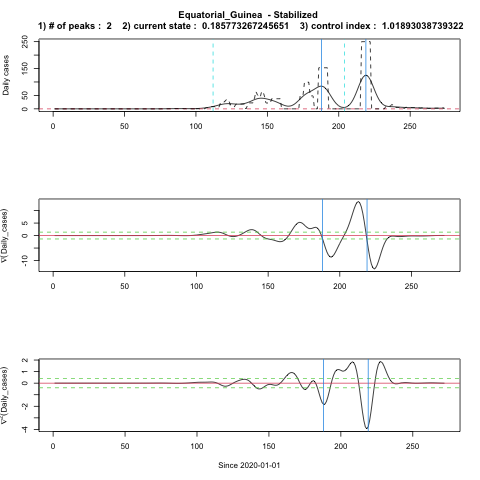 Equatorial_Guinea - Stabilized
1) # of peaks : 2 2) current state : 0.185773267245651 3) control index : 1.01893038739322
Daily cases
0 50 150 250
0 50 100 150 200 250
∇(Daily_cases)
-10 0 5
0 50 100 150 200 250
∇²(Daily_cases)
-4 -2 0 1 2
0 50 100 150 200 250
Since 2020-01-01